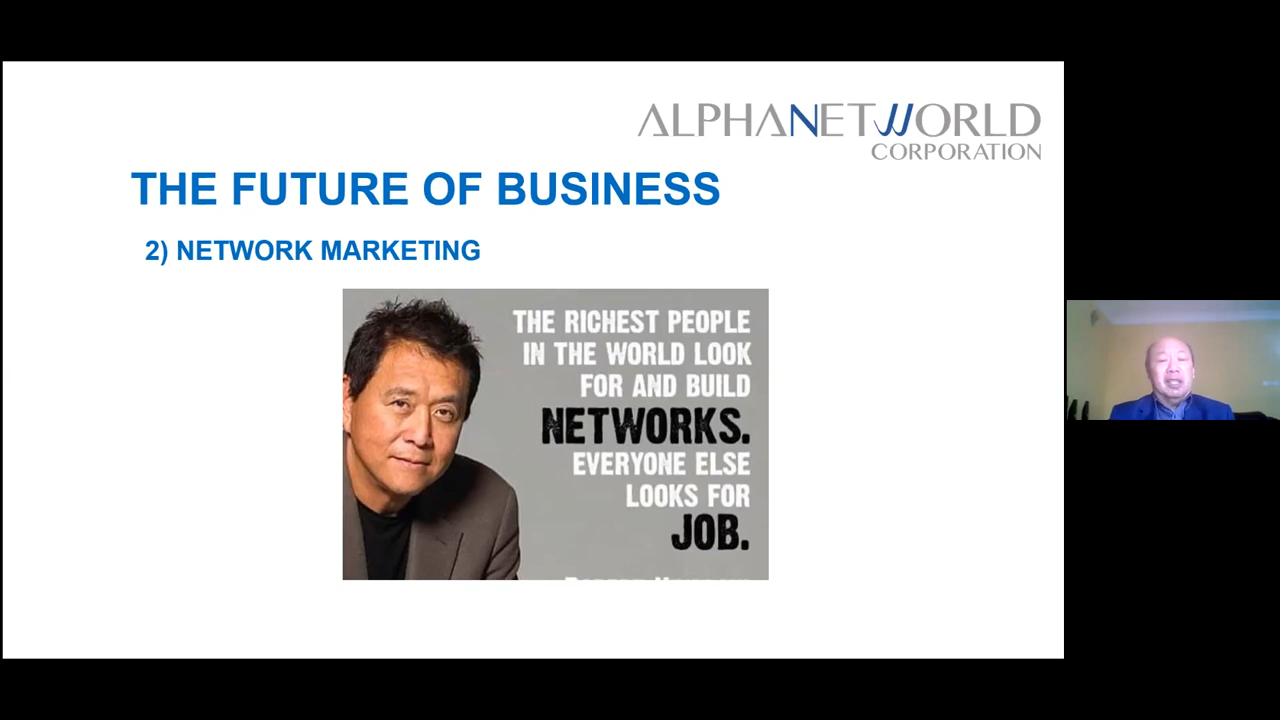 ALPHANETWORLD
CORPORATION
THE FUTURE OF BUSINESS
2) NETWORK MARKETING
THE RICHEST PEOPLE
IN THE WORLD LOOK
FOR AND BUILD
NETWORKS.
EVERYONE ELSE
LOOKS FOR
JOB.